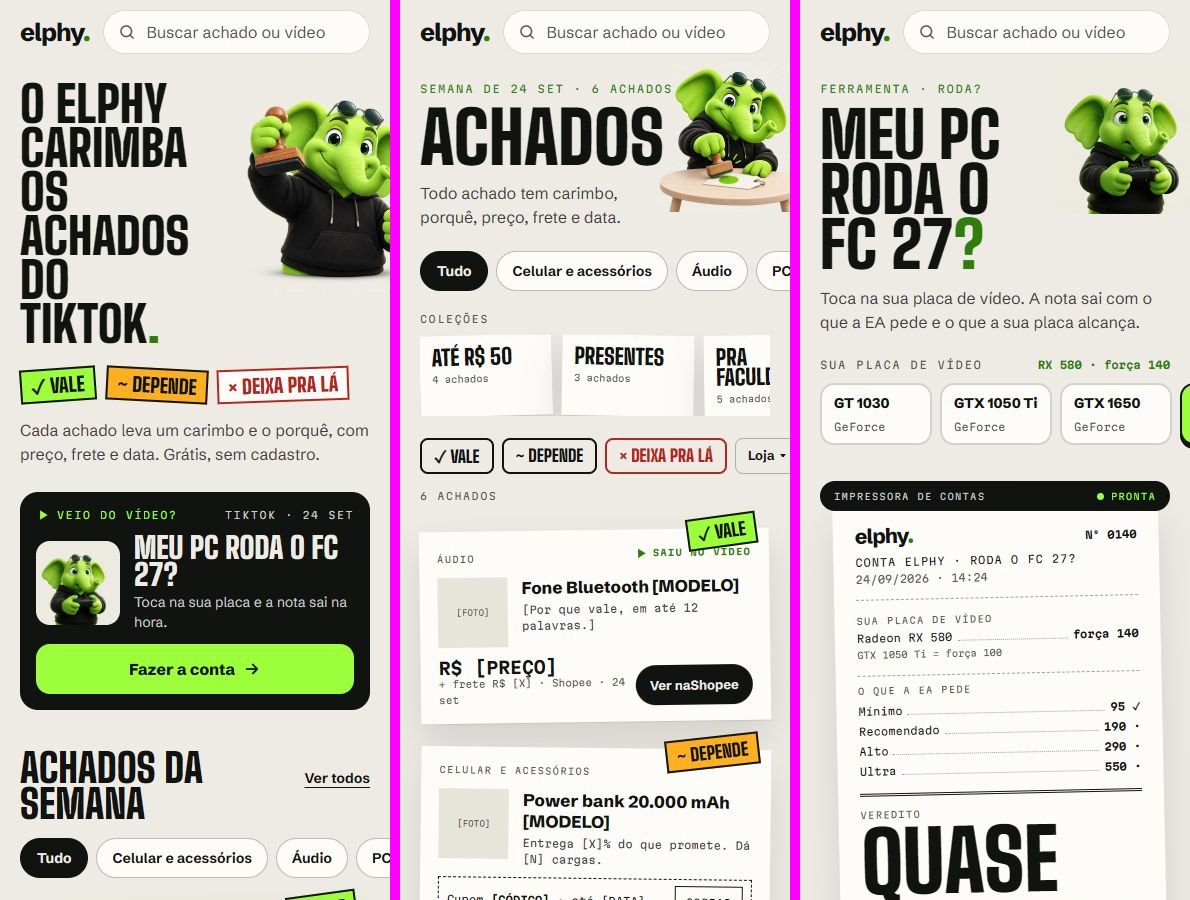 elphy.
Buscar achado ou vídeo
O ELPHY
CARIMBA
OS
ACHADOS
DO
TIKTOK.
✓ VALE
~ DEPENDE
× DEIXA PRA LÁ
Cada achado leva um carimbo e o porquê, com
preço, frete e data. Grátis, sem cadastro.
▶ VEIO DO VÍDEO?
TIKTOK · 24 SET
MEU PC RODA O FC
27?
Toca na sua placa e a nota sai na
hora.
Fazer a conta →
ACHADOS DA
SEMANA
Ver todos
Tudo
Celular e acessórios
Áudio
PC
elphy.
Buscar achado ou vídeo
SEMANA DE 24 SET · 6 ACHADOS
ACHADOS
Todo achado tem carimbo,
porquê, preço, frete e data.
Tudo
Celular e acessórios
Áudio
PC
COLEÇÕES
ATÉ R$ 50
4 achados
PRESENTES
3 achados
PRA
FACUL
5 achados
✓ VALE
~ DEPENDE
× DEIXA PRA LÁ
Loja
6 ACHADOS
✓ VALE
ÁUDIO
▶ SAIU NO VÍDEO
[FOTO]
Fone Bluetooth [MODELO]
[Por que vale, em até 12
palavras.]
R$ [PREÇO]
+ frete R$ [X] · Shopee · 24
set
Ver naShopee
~ DEPENDE
CELULAR E ACESSÓRIOS
[FOTO]
Power bank 20.000 mAh
[MODELO]
Entrega [X]% do que promete. Dá
[N] cargas.
elphy.
Buscar achado ou vídeo
FERRAMENTA · RODA?
MEU PC
RODA O
FC 27?
Toca na sua placa de vídeo. A nota sai com o
que a EA pede e o que a sua placa alcança.
SUA PLACA DE VÍDEO
RX 580 · força 140
GT 1030
GeForce
GTX 1050 Ti
GeForce
GTX 1650
GeForce
IMPRESSORA DE CONTAS
PRONTA
elphy.
Nº 0140
CONTA ELPHY · RODA O FC 27?
24/09/2026 · 14:24
SUA PLACA DE VÍDEO
Radeon RX 580 força 140
GTX 1050 Ti = força 100
O QUE A EA PEDE
Mínimo 95 ✓
Recomendado 190 ·
Alto 290 ·
Ultra 550 ·
VEREDITO
QUASE